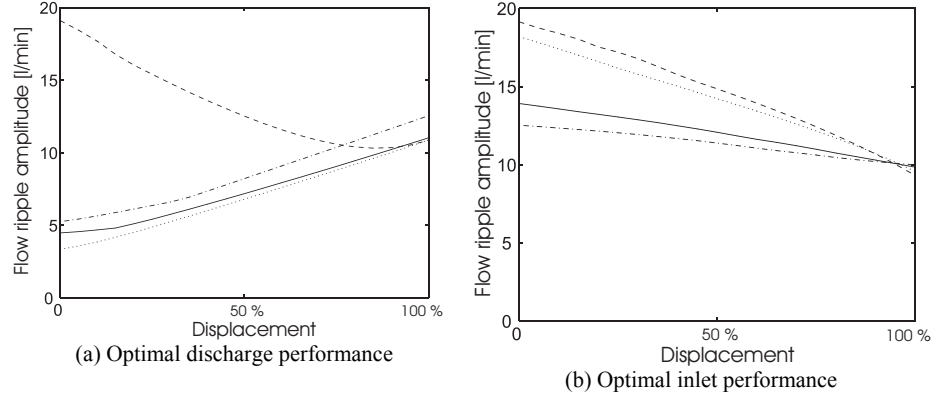 Flow ripple amplitude [l/min]
20
15
10
5
0
0
50 %
100 %
Displacement
(a) Optimal discharge performance
Flow ripple amplitude [l/min]
20
15
10
5
0
0
50 %
100 %
Displacement
(b) Optimal inlet performance